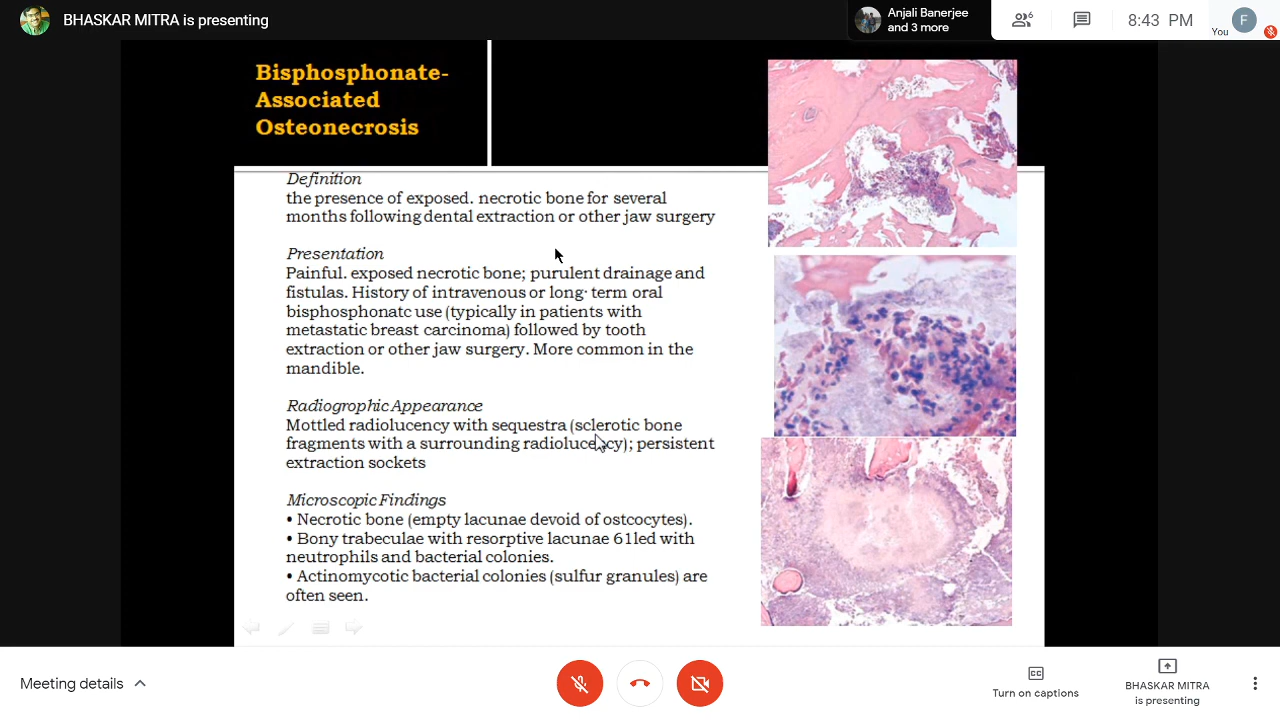 BHASKAR MITRA is presenting
Anjali Banerjee
and 3 more
6
8:43 PM
F
You
Bisphosphonate-
Associated
Osteonecrosis
Definition
the presence of exposed. necrotic bone for several
months following dental extraction or other jaw surgery
Presentation
Painful. exposed necrotic bone; purulent drainage and
fistulas. History of intravenous or long· term oral
bisphosphonatc use (typically in patients with
metastatic breast carcinoma) followed by tooth
extraction or other jaw surgery. More common in the
mandible.
Radiographic Appearance
Mottled radiolucency with sequestra (sclerotic bone
fragments with a surrounding radiolucency); persistent
extraction sockets
Microscopic Findings
• Necrotic bone (empty lacunae devoid of ostcocytes).
• Bony trabeculae with resorptive lacunae 61led with
neutrophils and bacterial colonies.
• Actinomycotic bacterial colonies (sulfur granules) are
often seen.
Meeting details
CC
Turn on captions
BHASKAR MITRA
is presenting